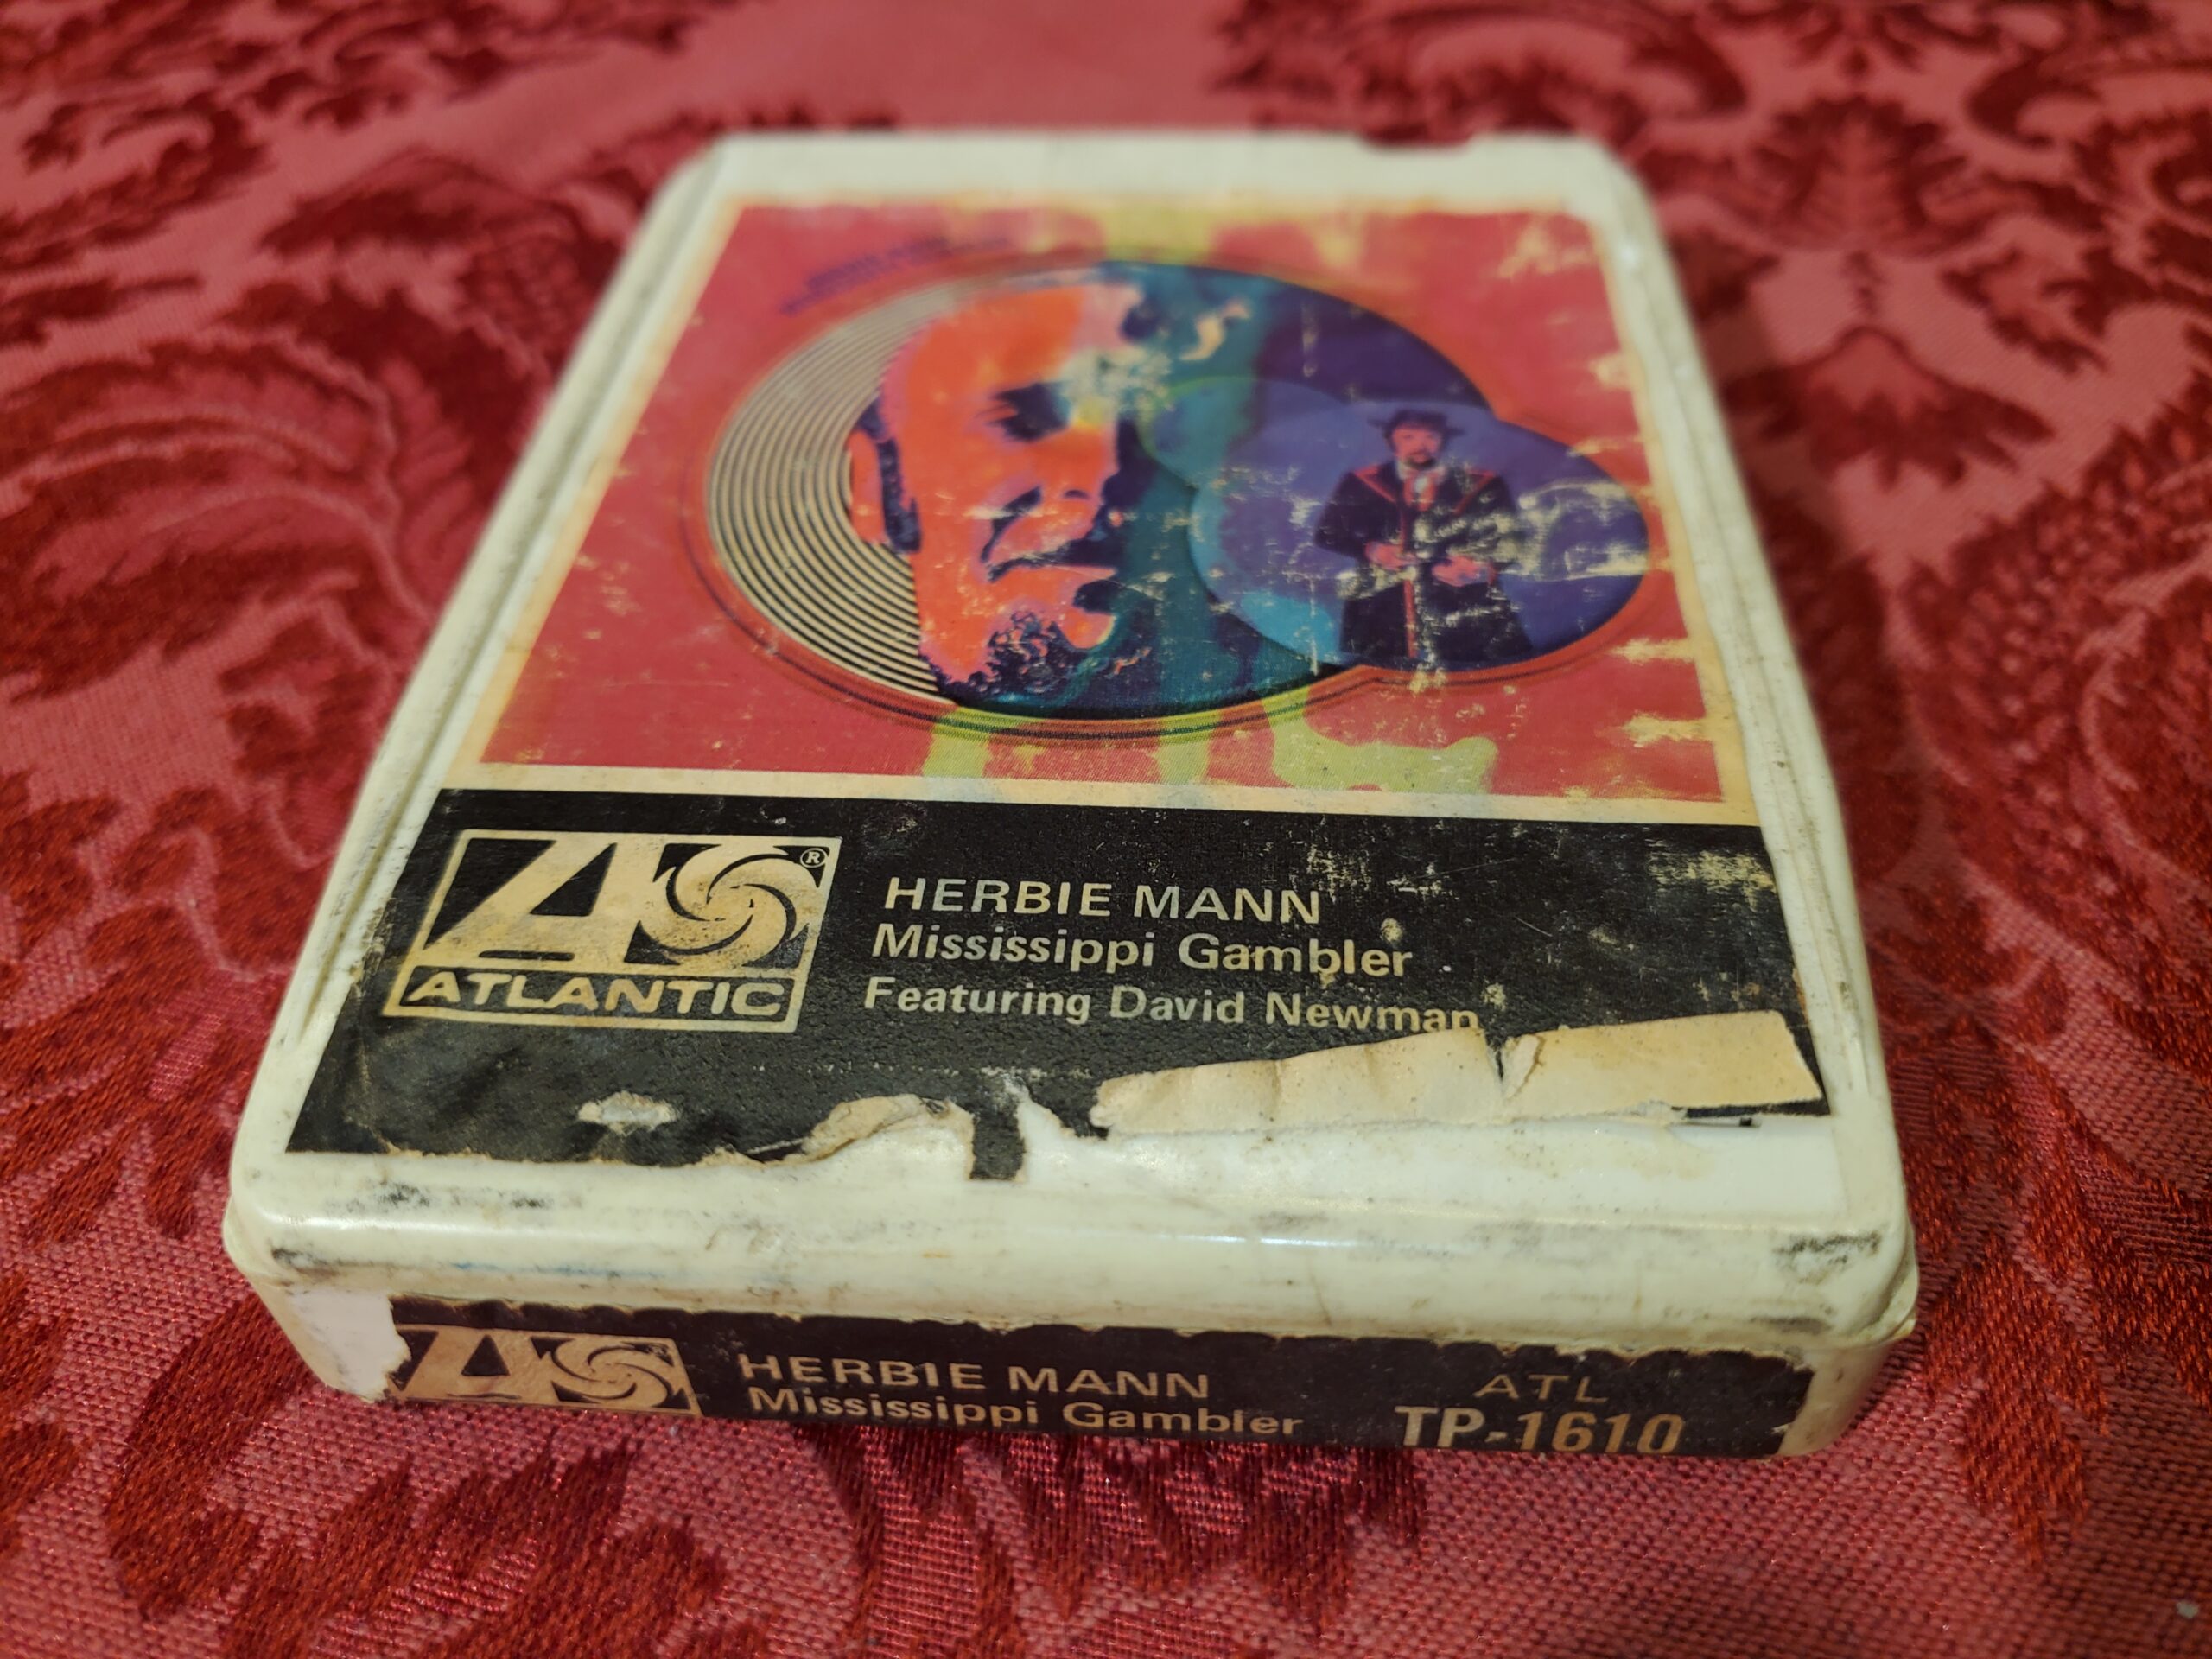 ®
ATLANTIC
HERBIE MANN
Mississippi Gambler
Featuring David Newman
HERBIE MANN
Mississippi Gambler
ATL
TP-1610